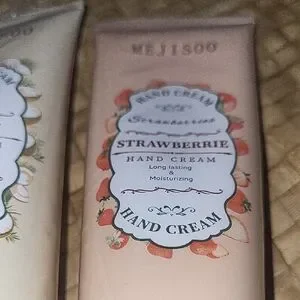 MEJISOO
HAND CREAM
Strawberries
STRAWBERRIE
HAND CREAM
Long lasting
&
Moisturizing
HAND CREAM